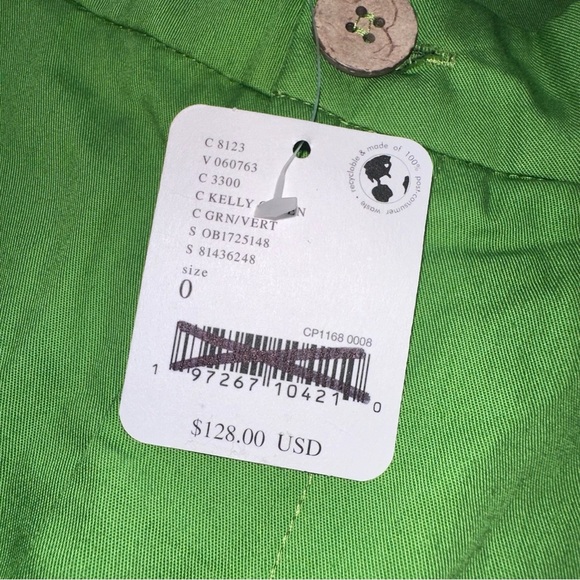 C 8123
V 060763
C 3300
C KELLY
C GRN/VERT
S OB1725148
S 81436248
size
0
recyclable & made of 100% post-consumer waste •
CP1168 0008
1 97267 10421 0
$128.00 USD